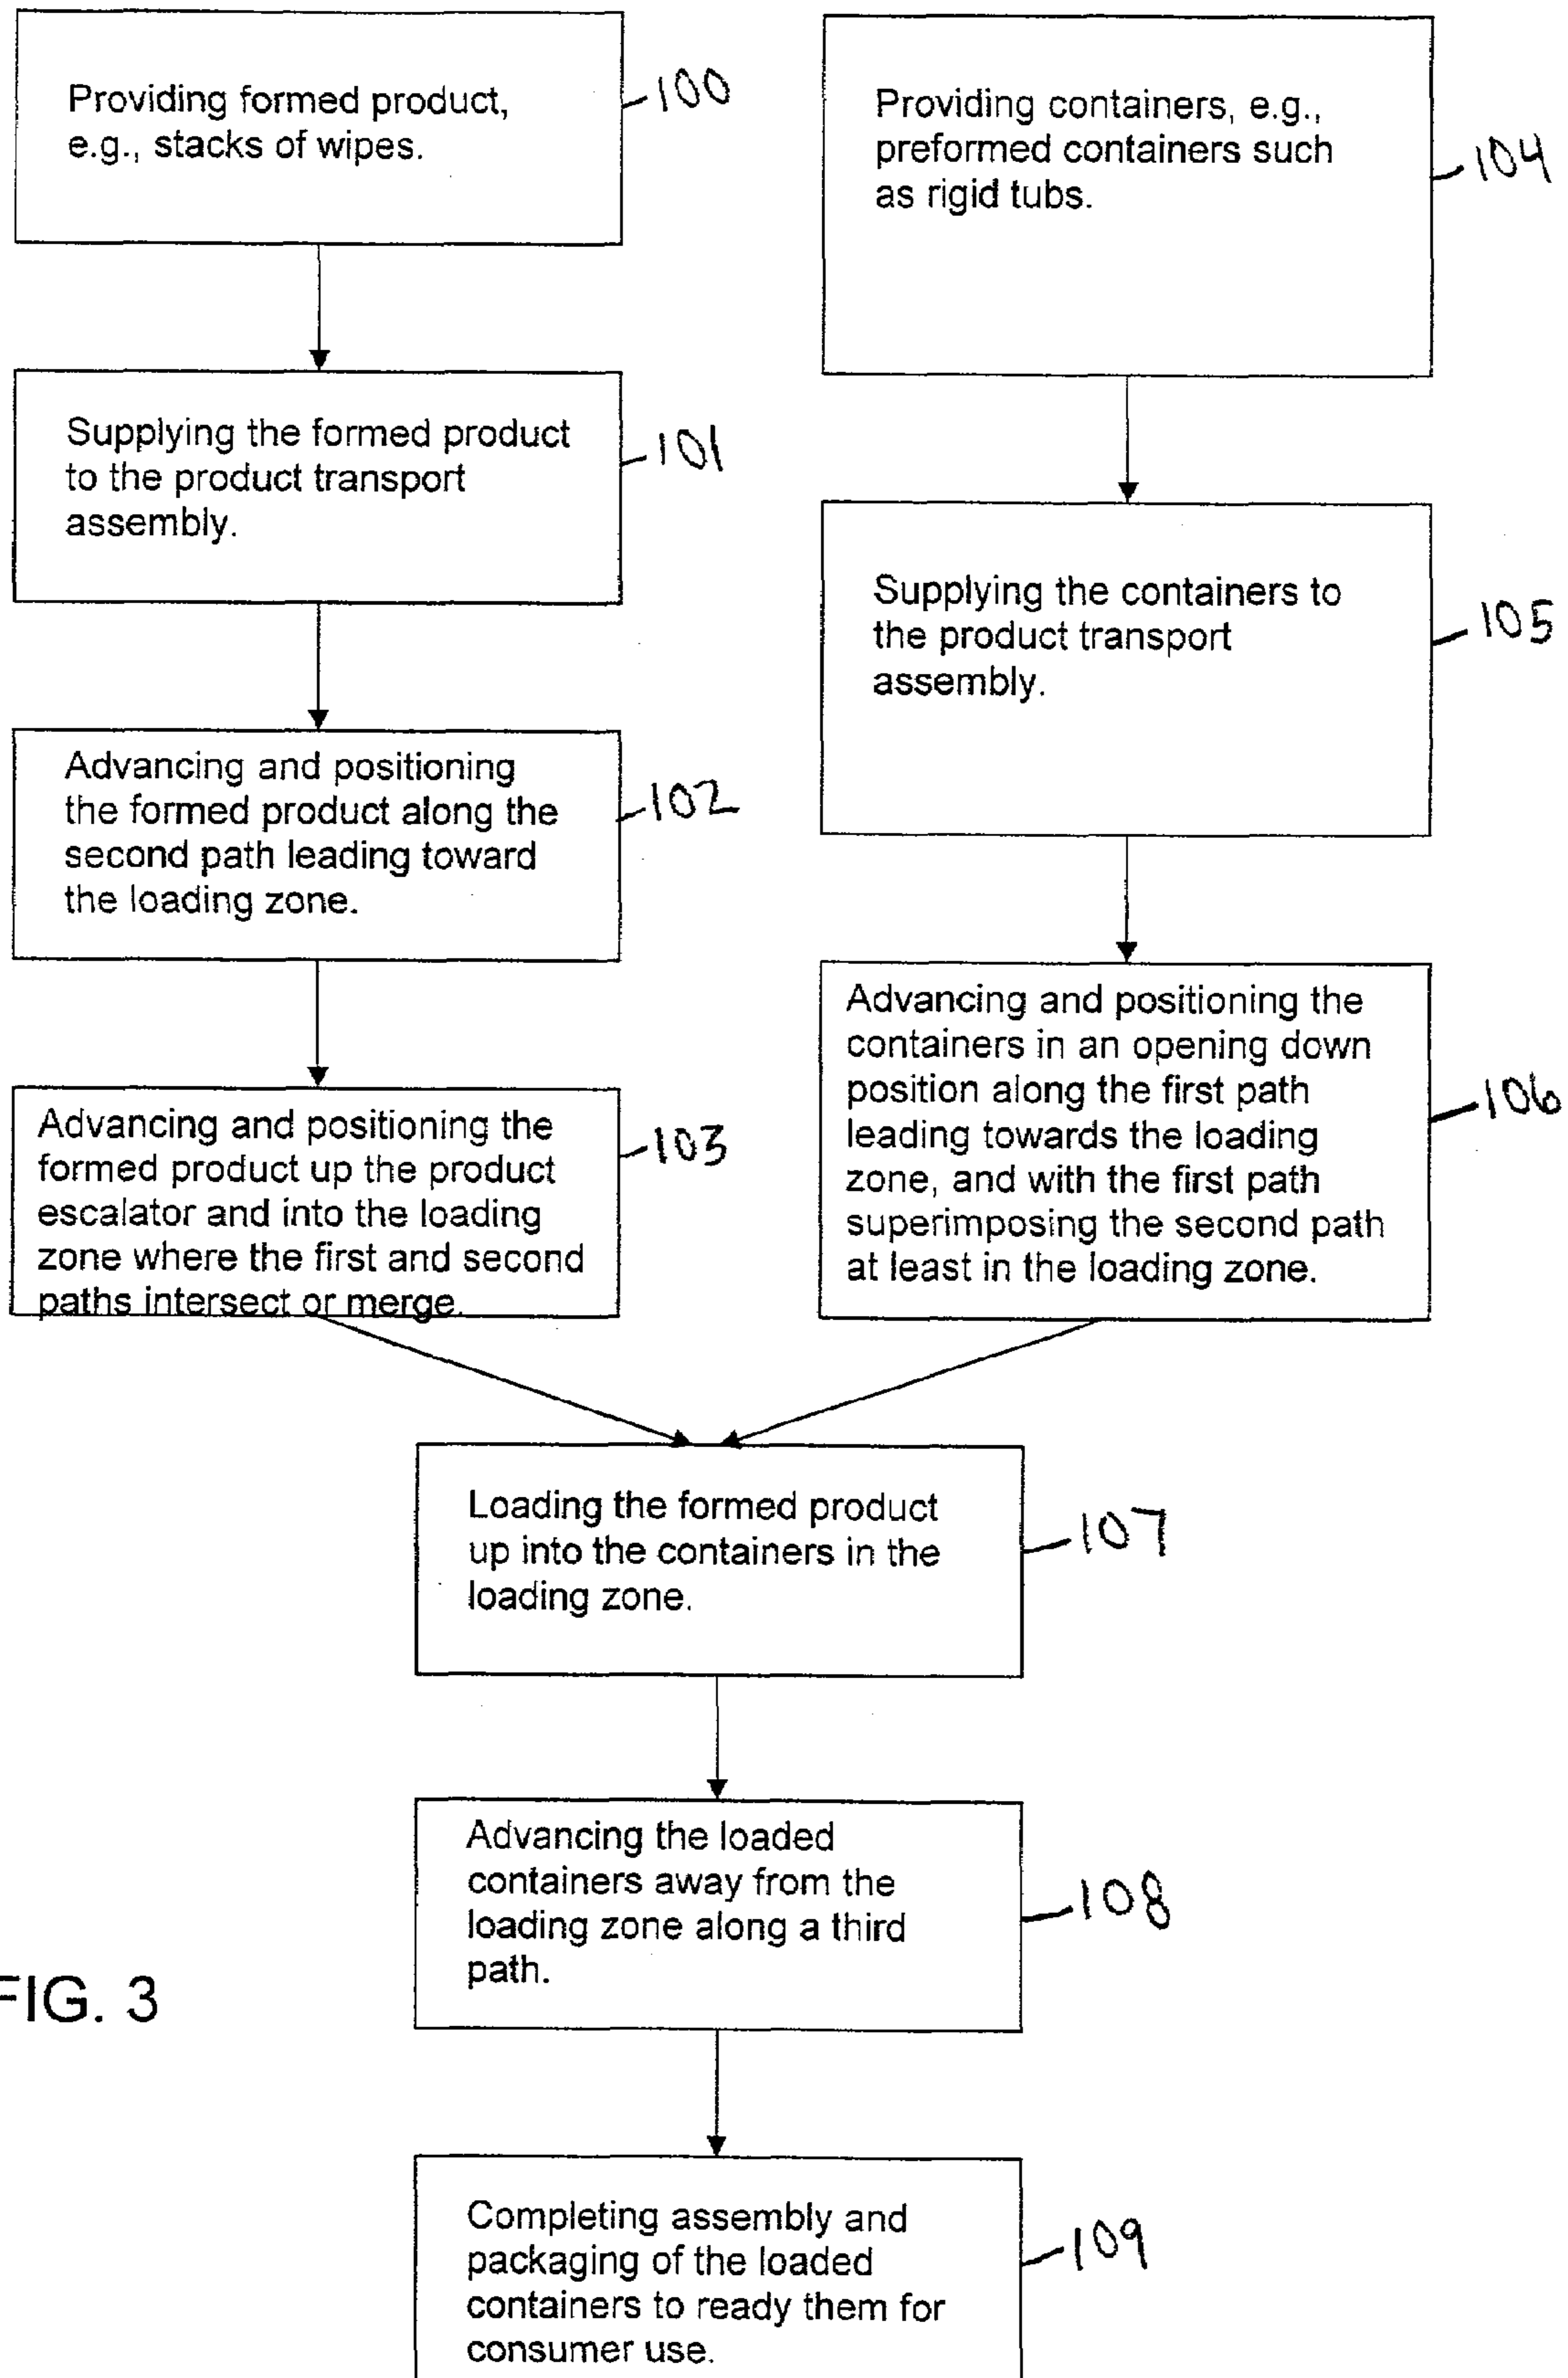 Providing formed product,
e.g., stacks of wipes.
100
Supplying the formed product
to the product transport
assembly.
101
Advancing and positioning
the formed product along the
second path leading toward
the loading zone.
102
Advancing and positioning the
formed product up the product
escalator and into the loading
zone where the first and second
paths intersect or merge.
103
Providing containers, e.g.,
preformed containers such
as rigid tubs.
104
Supplying the containers to
the product transport
assembly.
105
Advancing and positioning the
containers in an opening down
position along the first path
leading towards the loading
zone, and with the first path
superimposing the second path
at least in the loading zone.
106
Loading the formed product
up into the containers in the
loading zone.
107
Advancing the loaded
containers away from the
loading zone along a third
path.
108
Completing assembly and
packaging of the loaded
containers to ready them for
consumer use.
109
FIG. 3